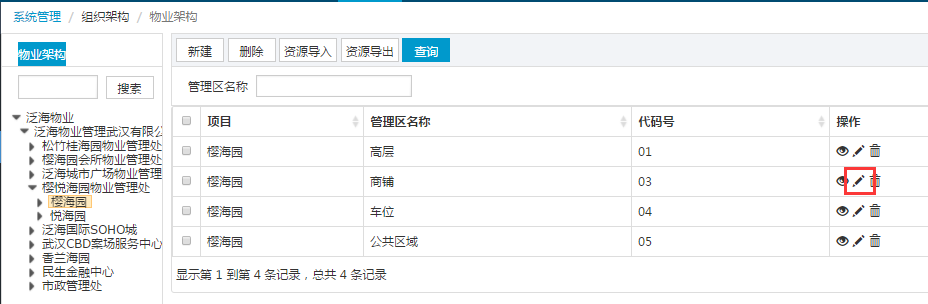 系统管理 / 组织架构 / 物业架构
物业架构
搜索
泛海物业
泛海物业管理武汉有限公
松竹桂海园物业管理处
樱海园会所物业管理处
泛海城市广场物业管理
樱悦海园物业管理处
樱海园
悦海园
泛海国际SOHO城
武汉CBD案场服务中心
香兰海园
民生金融中心
市政管理处
新建 删除 资源导入 资源导出 查询
管理区名称
项目 管理区名称 代码号 操作
樱海园 高层 01
樱海园 商铺 03
樱海园 车位 04
樱海园 公共区域 05
显示第 1 到第 4 条记录，总共 4 条记录